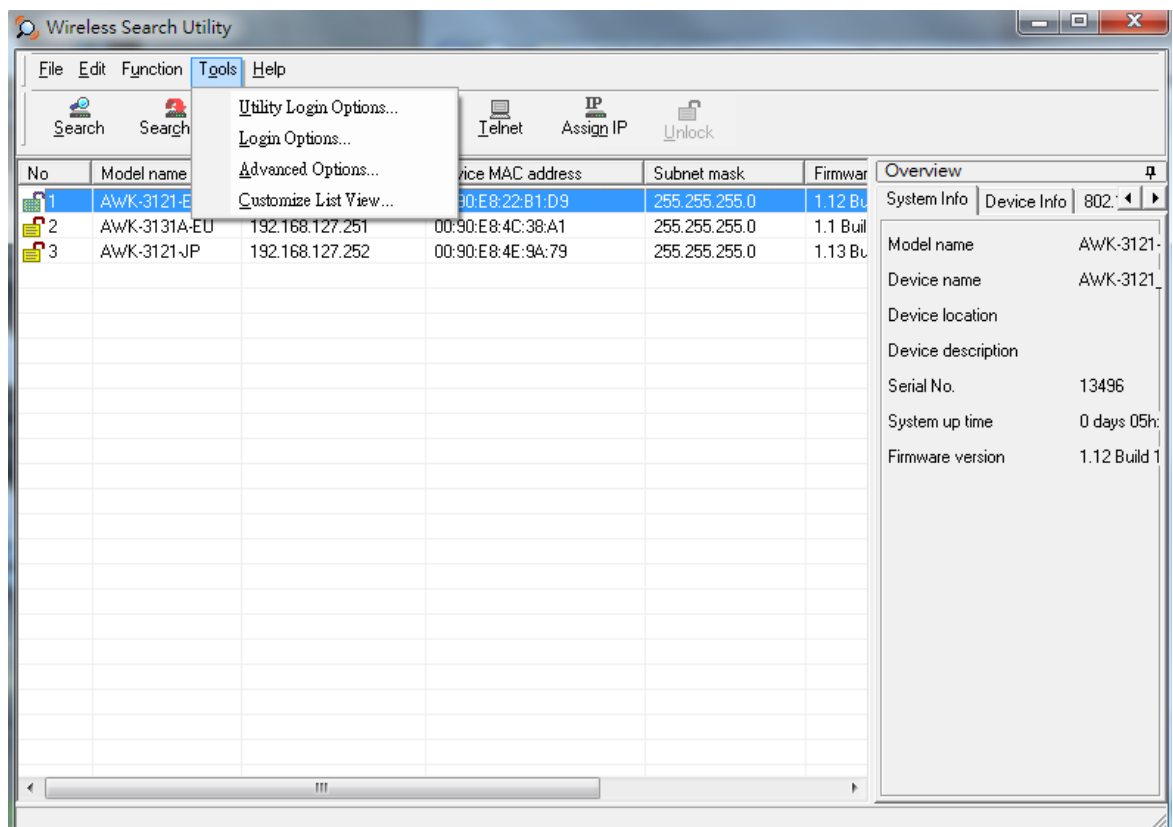 Wireless Search Utility
File Edit Function Tools Help
Search Search Telnet Assign IP Unlock
Utility Login Options...
Login Options...
Advanced Options...
Customize List View...
No Model name vice MAC address Subnet mask Firmwar
1 AWK-3121-E 90:E8:22:B1:D9 255.255.255.0 1.12 Bu
2 AWK-3131A-EU 192.168.127.251 00:90:E8:4C:38:A1 255.255.255.0 1.1 Buil
3 AWK-3121-JP 192.168.127.252 00:90:E8:4E:9A:79 255.255.255.0 1.13 Bu
Overview
System Info Device Info 802.1
Model name AWK-3121-
Device name AWK-3121_
Device location
Device description
Serial No. 13496
System up time 0 days 05h:
Firmware version 1.12 Build 1